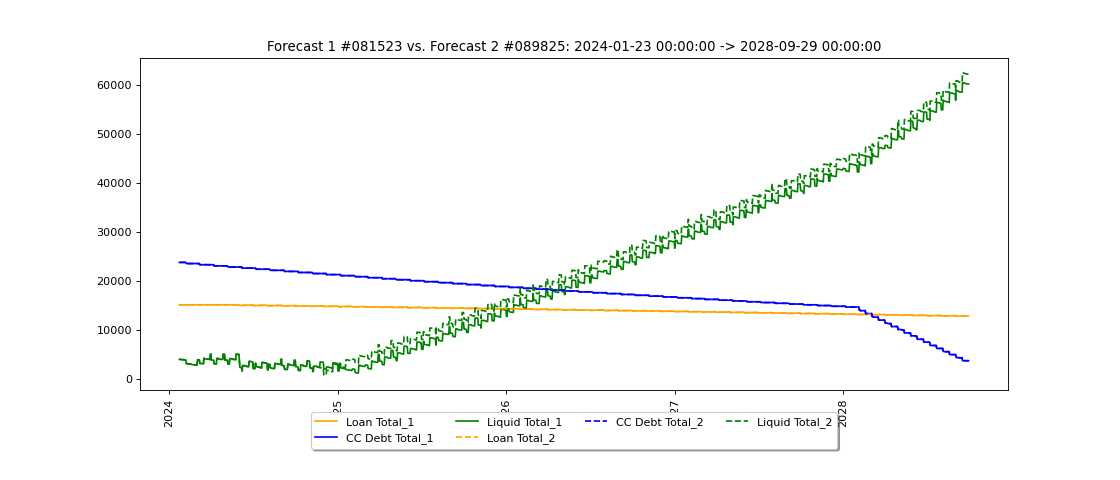 Forecast 1 #081523 vs. Forecast 2 #089825: 2024-01-23 00:00:00 -> 2028-09-29 00:00:00
60000
50000
40000
30000
20000
10000
0
2024
25
26
27
2028
Loan Total_1
CC Debt Total_1
Liquid Total_1
Loan Total_2
CC Debt Total_2
Liquid Total_2